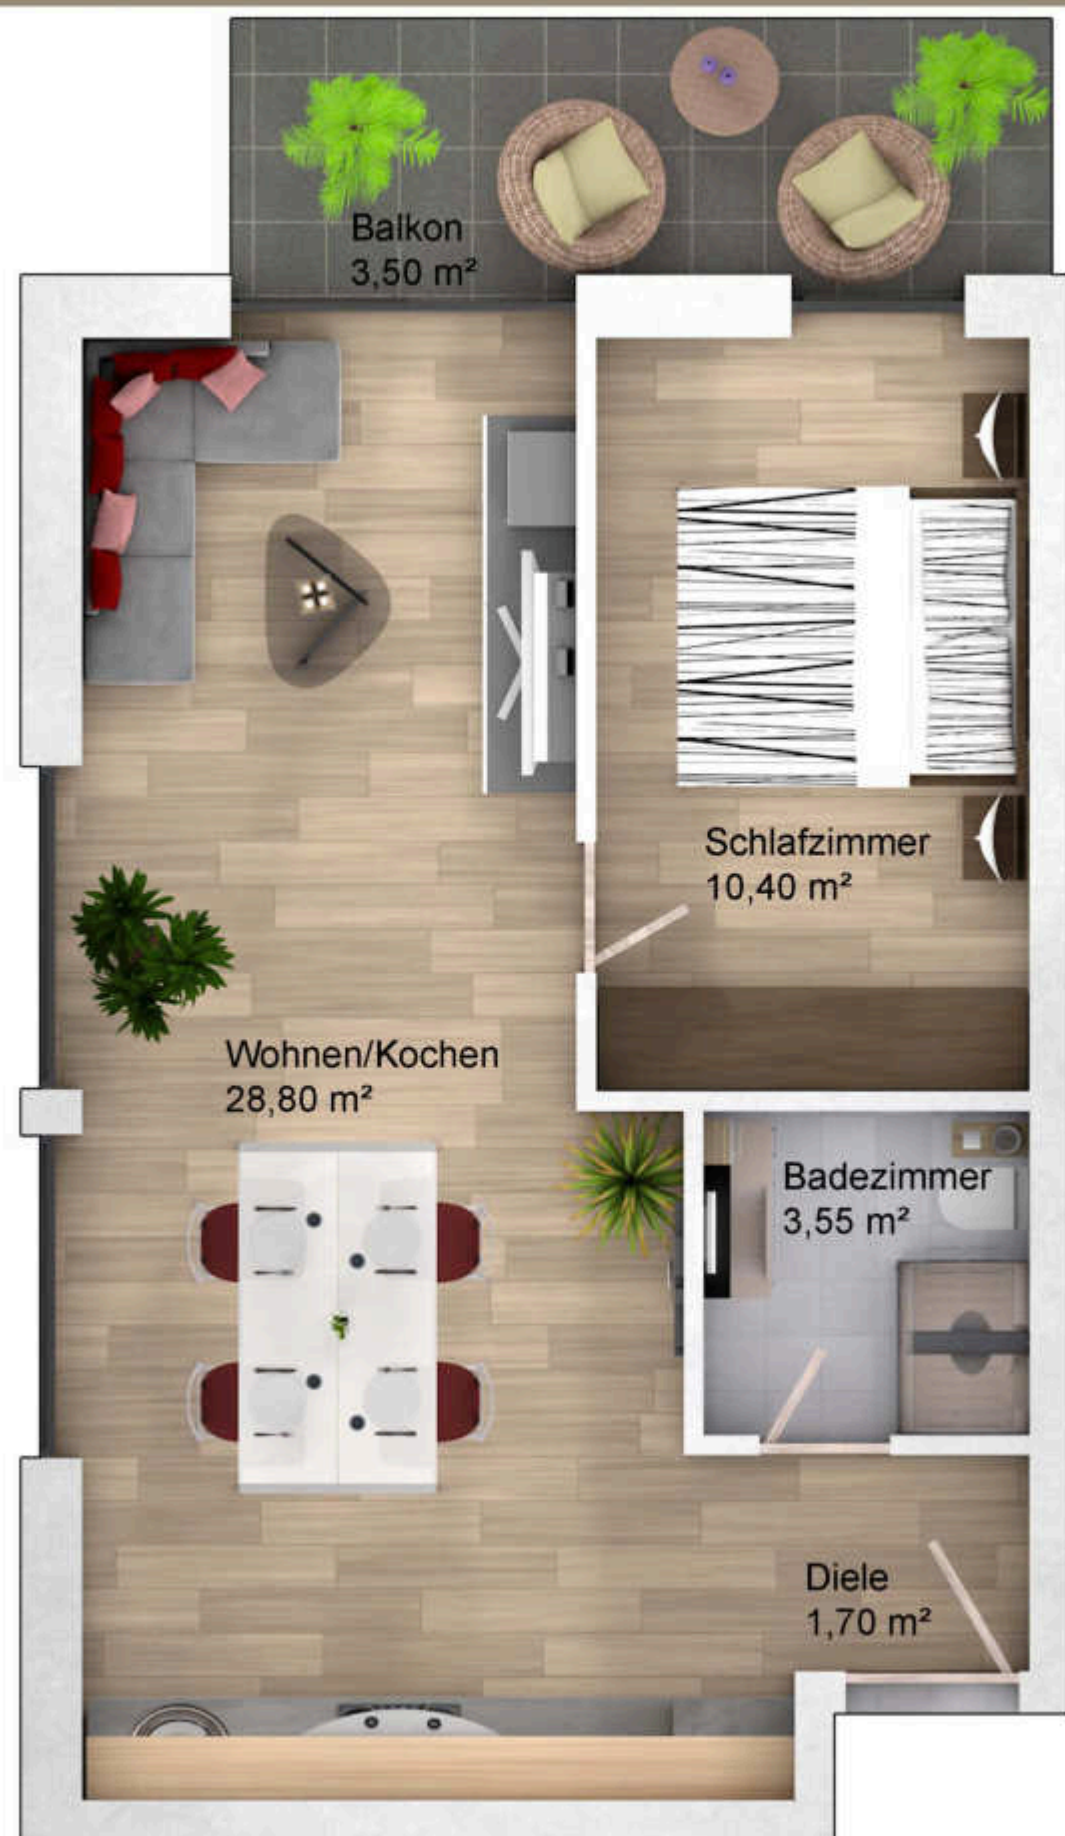 Balkon
3,50 m²
Schlafzimmer
10,40 m²
Wohnen/Kochen
28,80 m²
Badezimmer
3,55 m²
Diele
1,70 m²